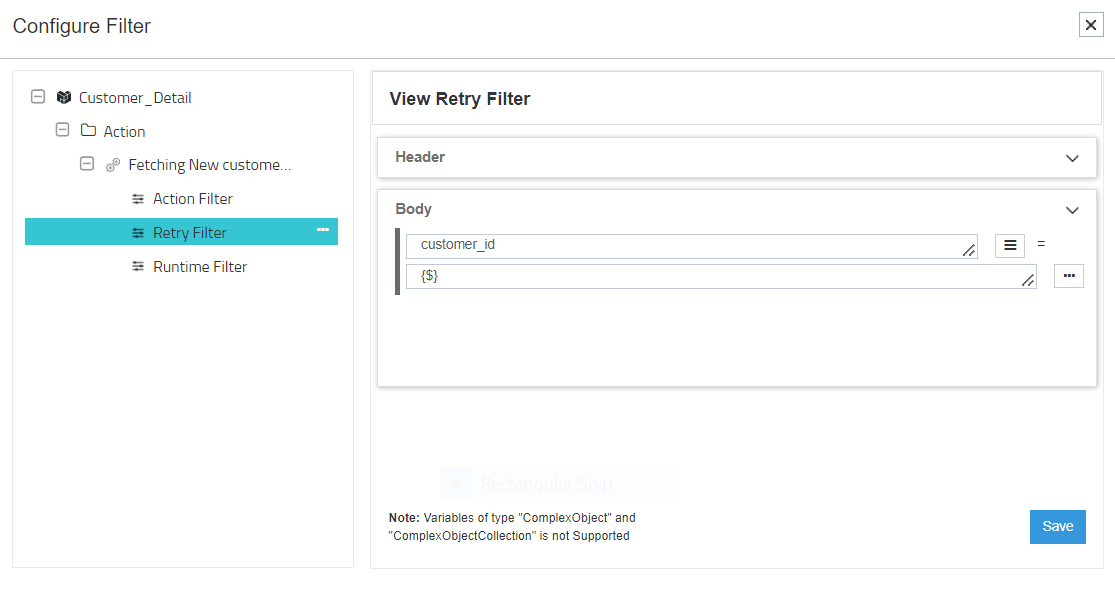 Configure Filter
Customer_Detail
Action
Fetching New custome...
Action Filter
Retry Filter
Runtime Filter
View Retry Filter
Header
Body
customer_id
=
{$}
Rectangular Snip
Note: Variables of type "ComplexObject" and
"ComplexObjectCollection" is not Supported
Save